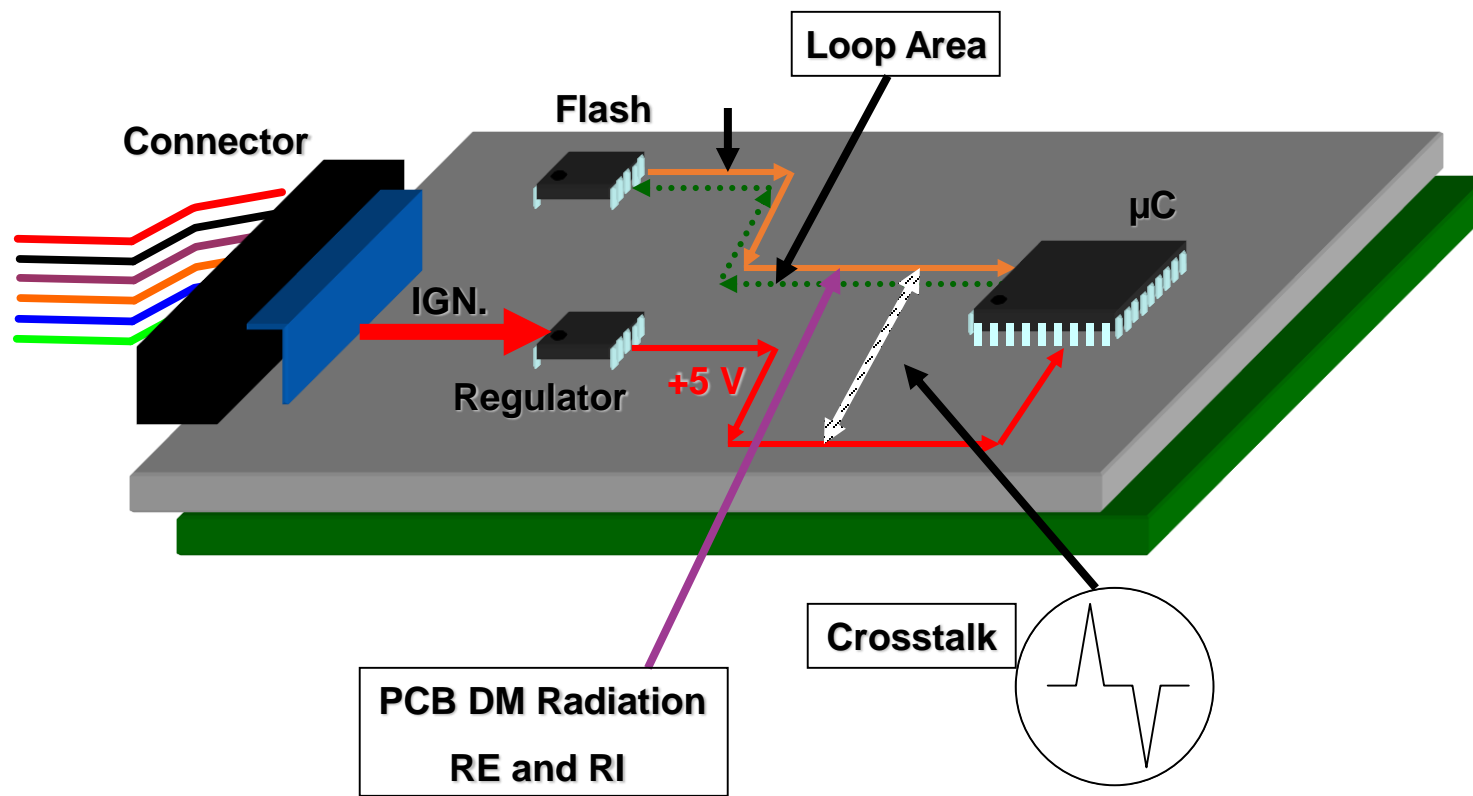 Loop Area
Flash
Connector
µC
IGN.
+5 V
Regulator
Crosstalk
PCB DM Radiation
RE and RI